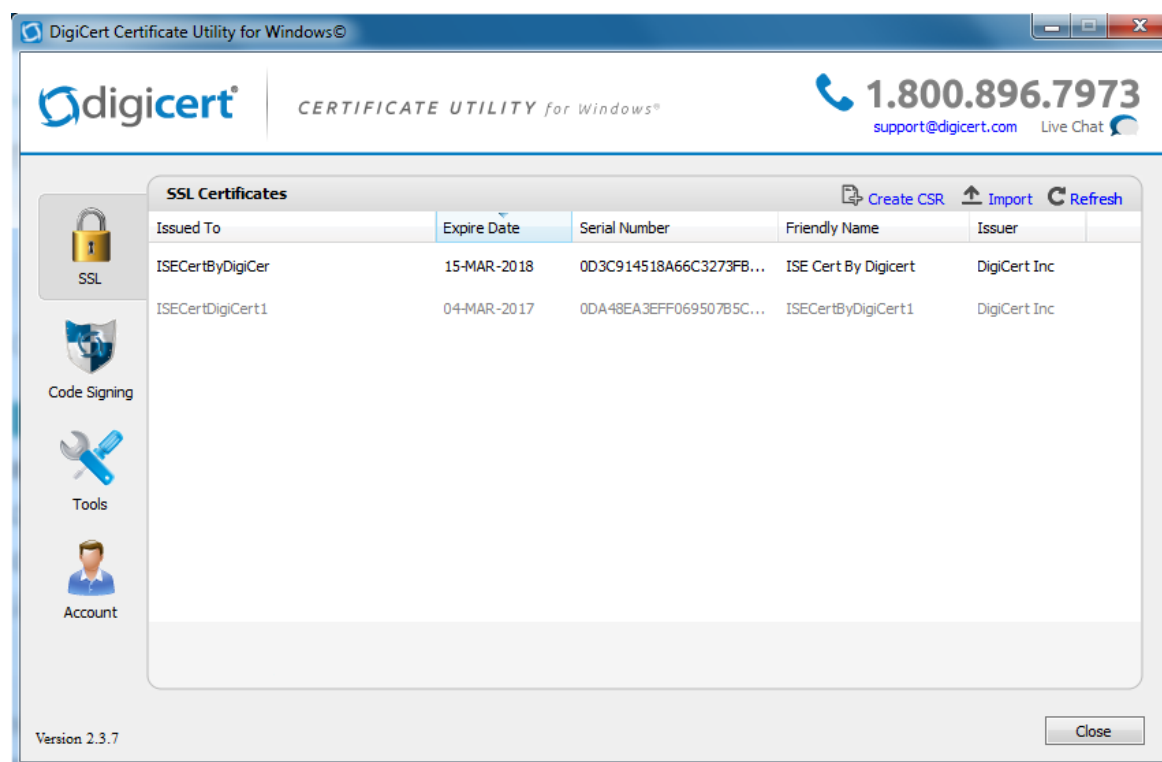 DigiCert Certificate Utility for Windows©
digicert®
CERTIFICATE UTILITY for Windows®
1.800.896.7973
support@digicert.com Live Chat
SSL Certificates Create CSR Import Refresh
Issued To Expire Date Serial Number Friendly Name Issuer
ISECertByDigiCer 15-MAR-2018 0D3C914518A66C3273FB... ISE Cert By Digicert DigiCert Inc
ISECertDigiCert1 04-MAR-2017 0DA48EA3EFF069507B5C... ISECertByDigiCert1 DigiCert Inc
SSL
Code Signing
Tools
Account
Version 2.3.7
Close